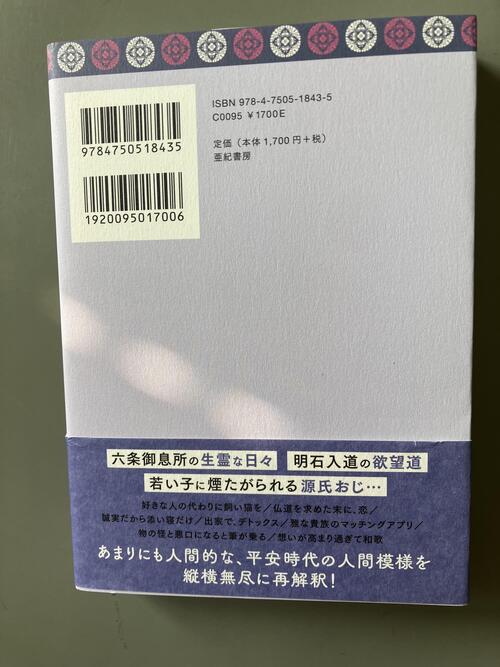 ISBN 978-4-7505-1843-5
C0095 ¥1700E
定価（本体1,700円+税）
亜紀書房
9784750518435
1920095017006
六条御息所の生霊な日々 明石入道の欲望道
若い子に煙たがられる源氏おじ…
好きな人の代わりに飼い猫を／仏道を求めた末に、恋／
誠実だから添い寝だけ／出家で、デトックス／雅な貴族のマッチングアプリ／
物の怪と悪口になると筆が乗る／想いが高まり過ぎて和歌
あまりにも人間的な、平安時代の人間模様を
縦横無尽に再解釈！